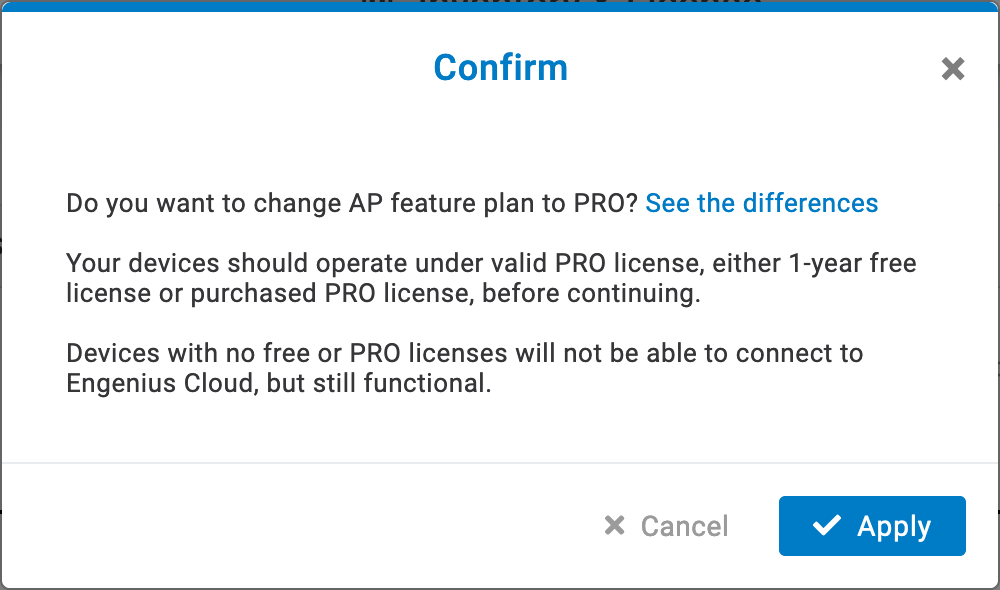 Confirm
Do you want to change AP feature plan to PRO? See the differences
Your devices should operate under valid PRO license, either 1-year free
license or purchased PRO license, before continuing.
Devices with no free or PRO licenses will not be able to connect to
Engenius Cloud, but still functional.
Cancel
Apply